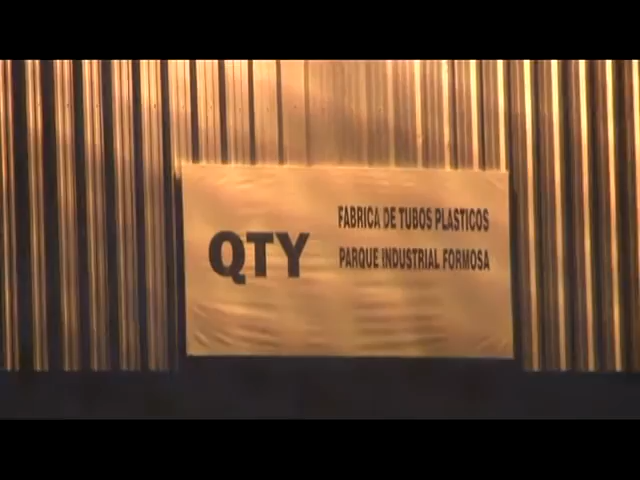 QTY
FABRICA DE TUBOS PLASTICOS
PARQUE INDUSTRIAL FORMOSA